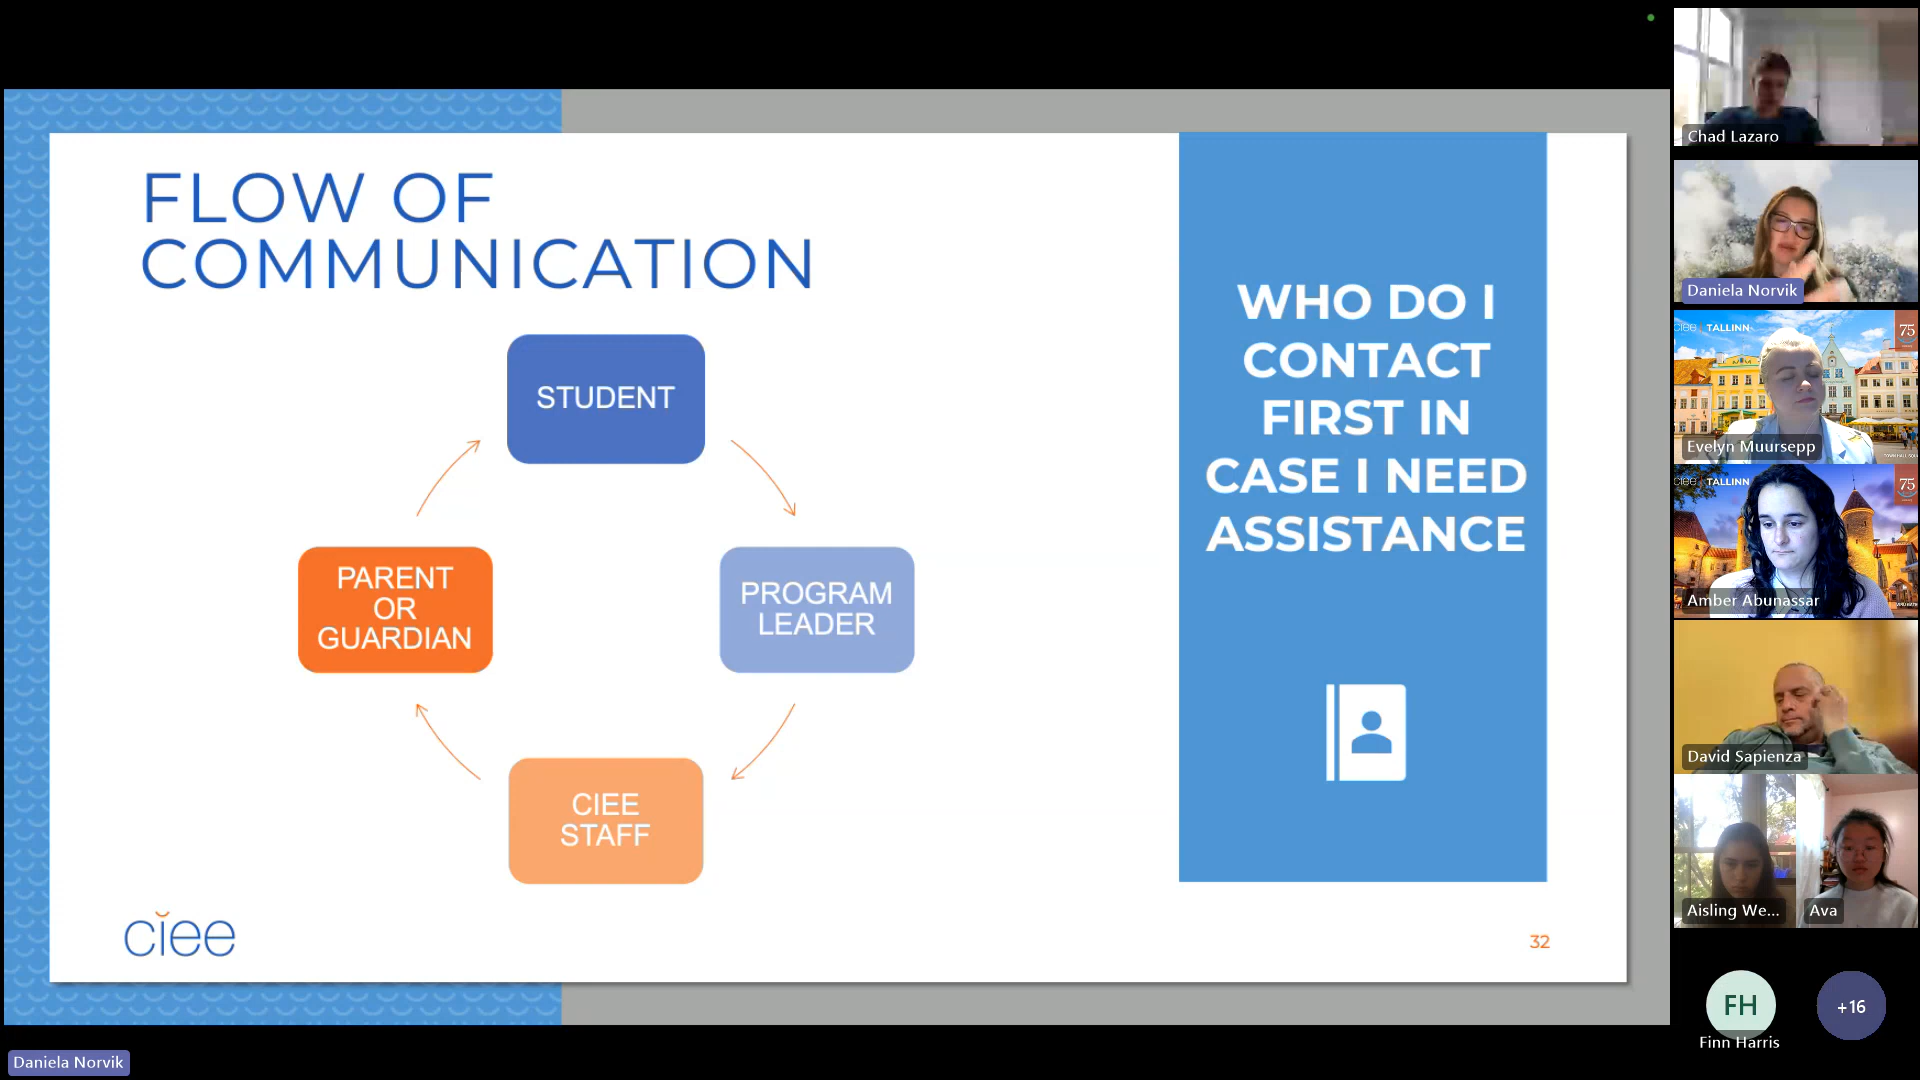 FLOW OF
COMMUNICATION
STUDENT
PROGRAM
LEADER
CIEE
STAFF
PARENT
OR
GUARDIAN
WHO DO I
CONTACT
FIRST IN
CASE I NEED
ASSISTANCE
ciee
32
Daniela Norvik
Chad Lazaro
Daniela Norvik
ciee TALLINN
75
Evelyn Muursepp
ciee TALLINN
75
Amber Abunassar
David Sapienza
Aisling We...
Ava
FH
Finn Harris
+16